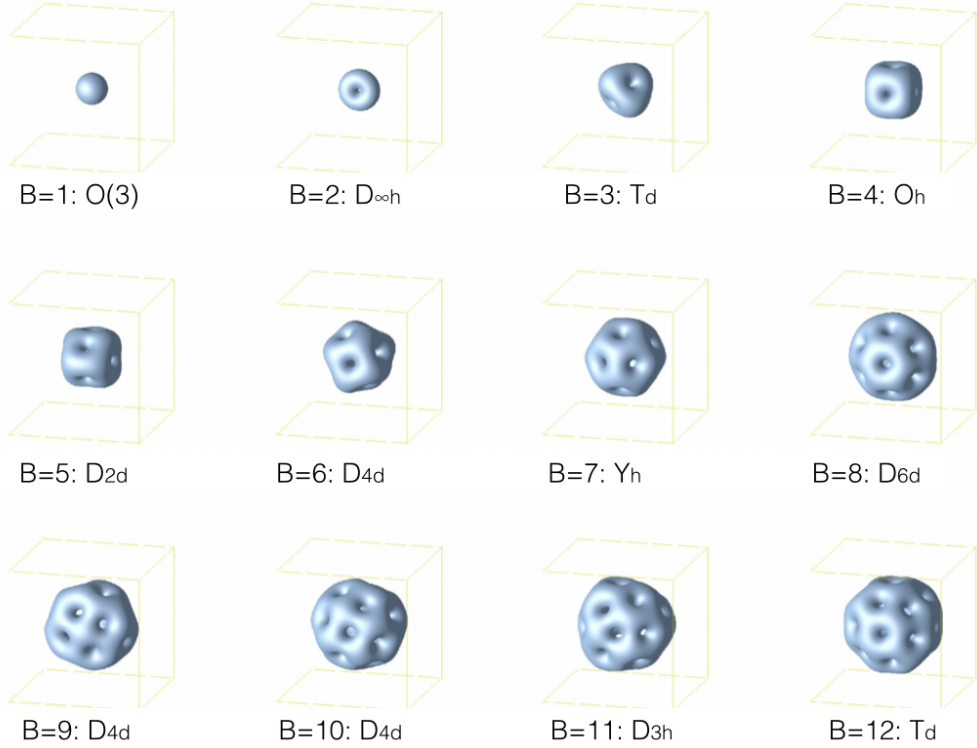 B=1: O(3) B=2: D∞h B=3: Td B=4: Oh
B=5: D2d B=6: D4d B=7: Yh B=8: D6d
B=9: D4d B=10: D4d B=11: D3h B=12: Td